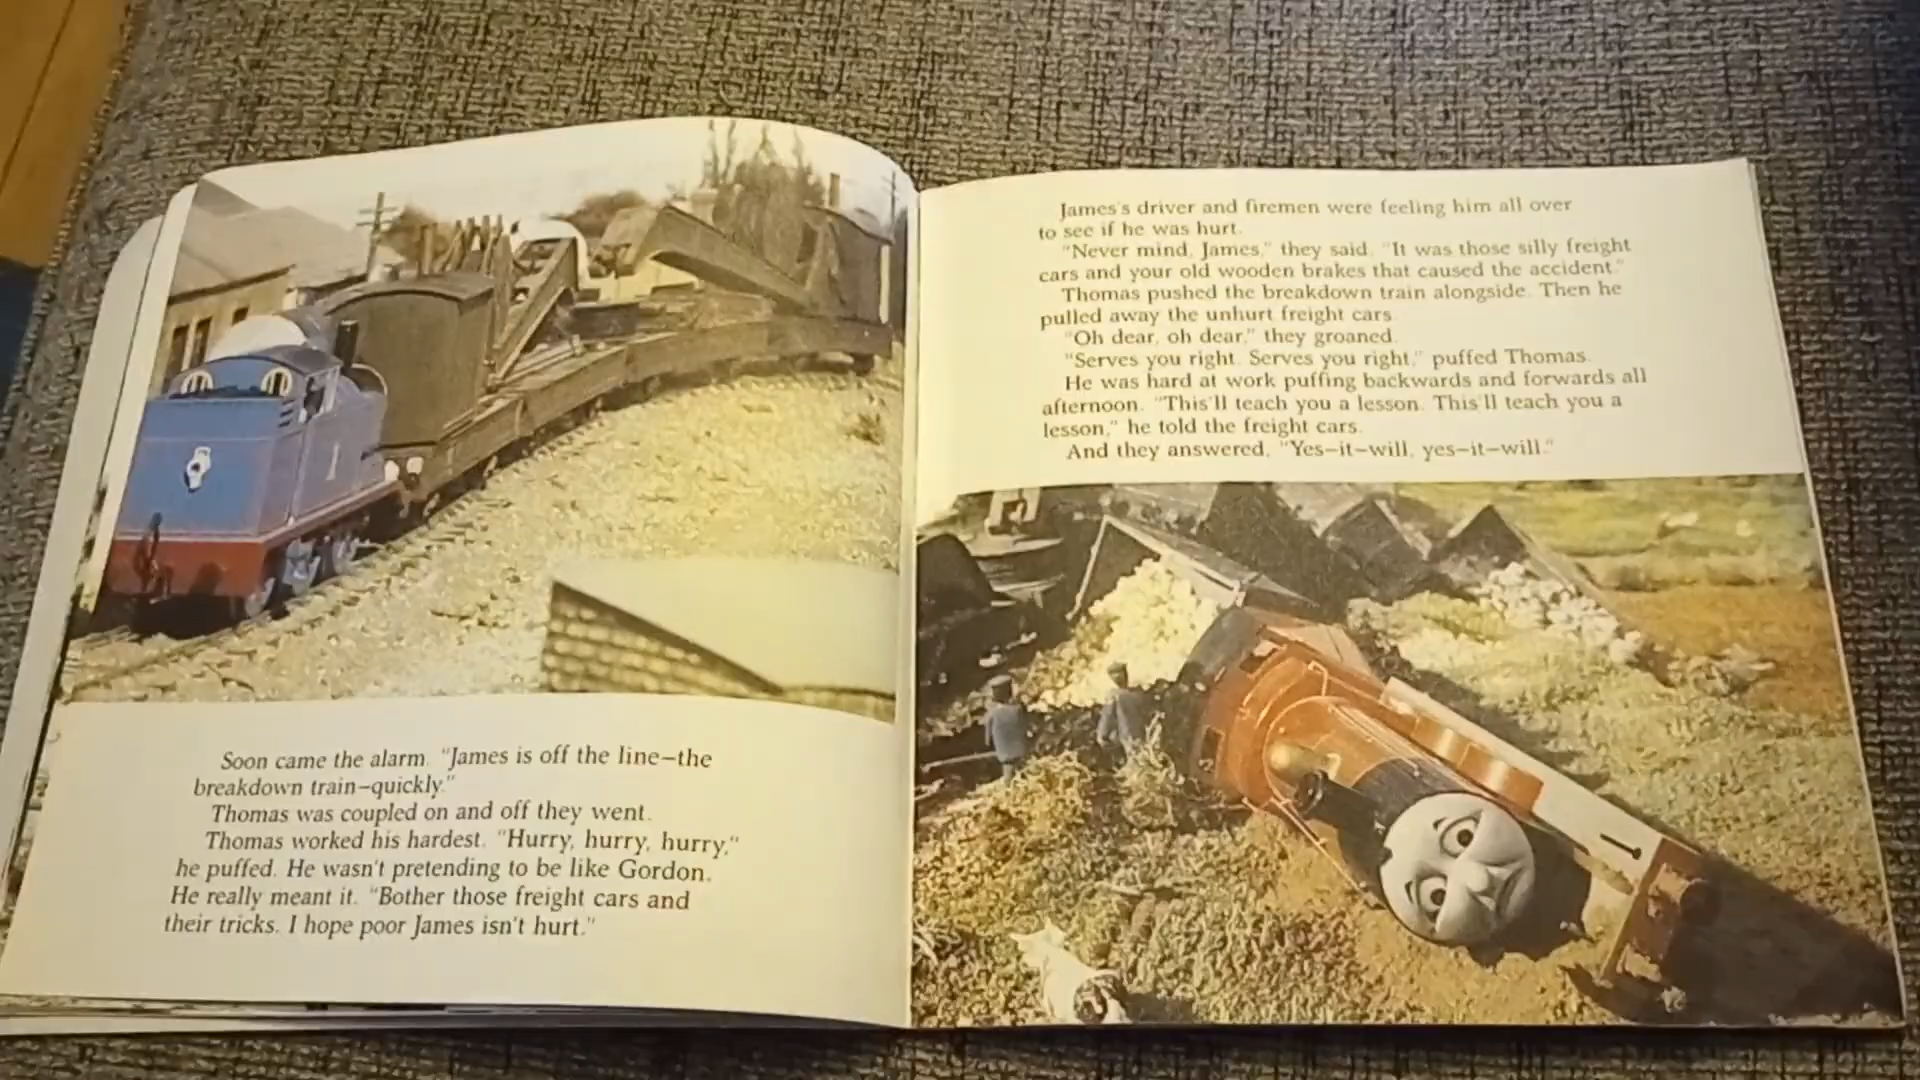 Soon came the alarm. "James is off the line—the
breakdown train—quickly."
Thomas was coupled on and off they went.
Thomas worked his hardest. "Hurry, hurry, hurry,"
he puffed. He wasn't pretending to be like Gordon.
He really meant it. "Bother those freight cars and
their tricks. I hope poor James isn't hurt."
James's driver and firemen were feeling him all over
to see if he was hurt.
"Never mind, James," they said. "It was those silly freight
cars and your old wooden brakes that caused the accident."
Thomas pushed the breakdown train alongside. Then he
pulled away the unhurt freight cars.
"Oh dear, oh dear," they groaned.
"Serves you right. Serves you right," puffed Thomas.
He was hard at work puffing backwards and forwards all
afternoon. "This'll teach you a lesson. This'll teach you a
lesson," he told the freight cars.
And they answered, "Yes—it—will, yes—it—will."
1